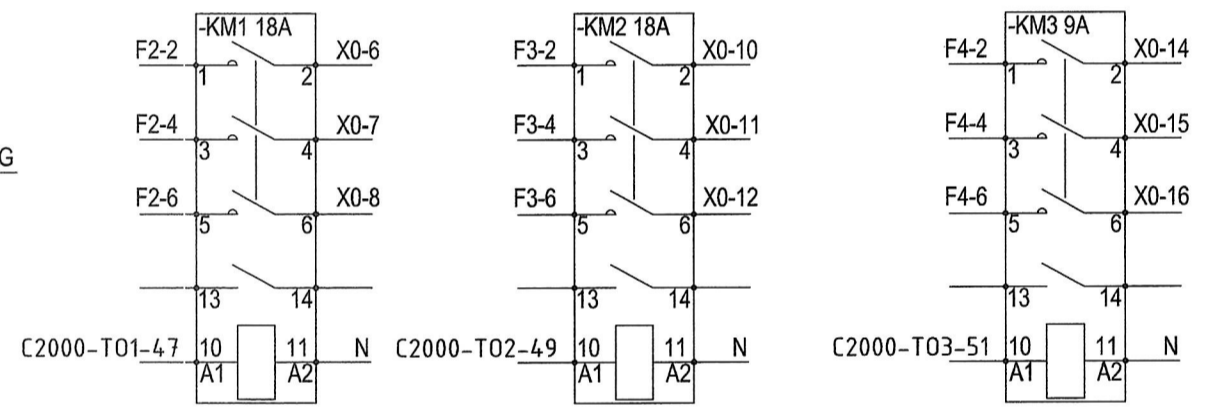 -KM1 18A
F2-2 X0-6
1 2
F2-4 X0-7
3 4
F2-6 X0-8
5 6
13 14
C2000-T01-47 10 11 N
A1 A2
-KM2 18A
F3-2 X0-10
1 2
F3-4 X0-11
3 4
F3-6 X0-12
5 6
13 14
C2000-T02-49 10 11 N
A1 A2
-KM3 9A
F4-2 X0-14
1 2
F4-4 X0-15
3 4
F4-6 X0-16
5 6
13 14
C2000-T03-51 10 11 N
A1 A2
G